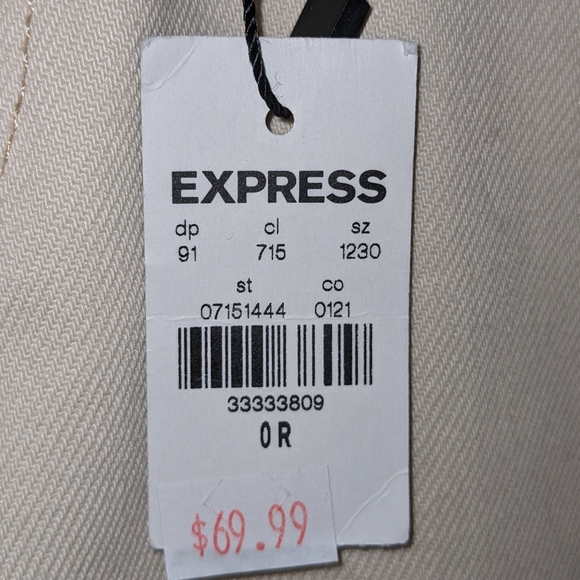 EXPRESS
dp cl sz
91 715 1230
st co
07151444 0121
33333809
0R
$69.99